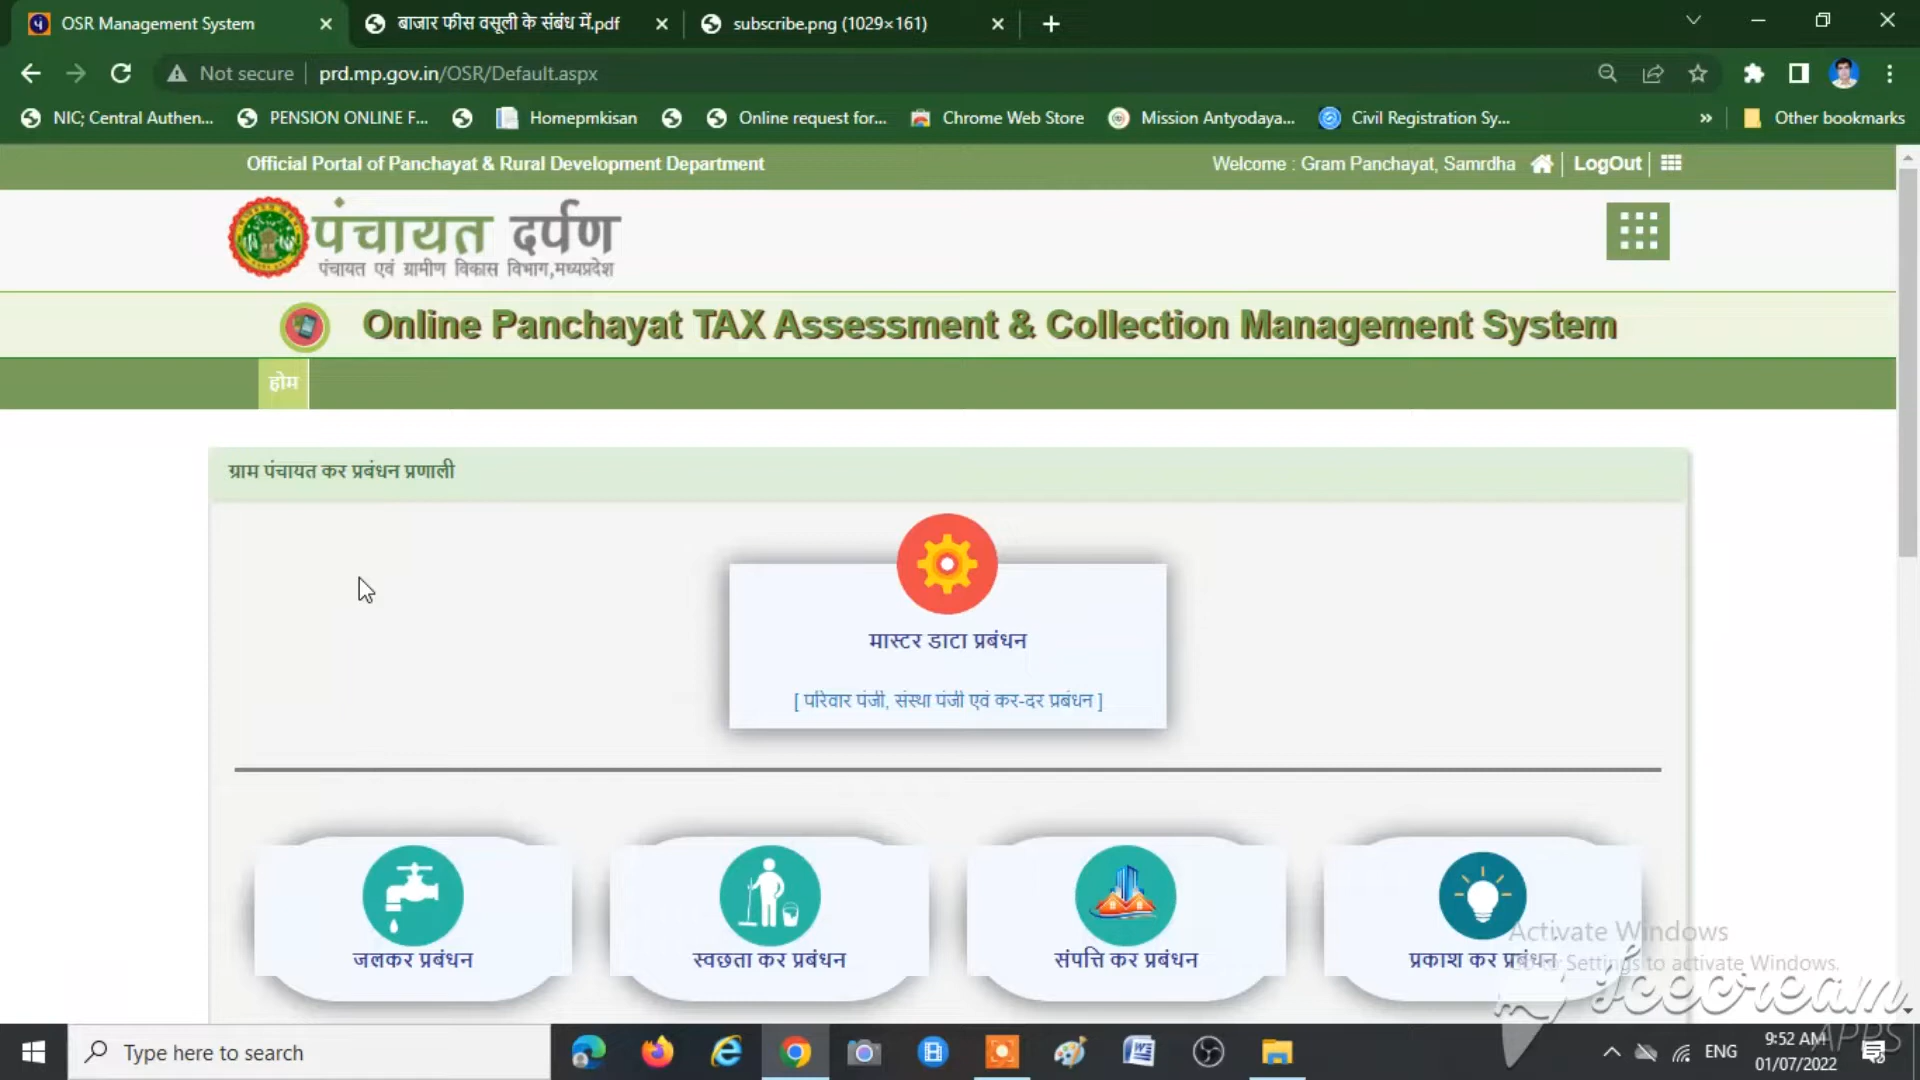 OSR Management System
बाजार फीस वसूली के संबंध में.pdf
subscribe.png (1029×161)
Not secure
prd.mp.gov.in/OSR/Default.aspx
NIC; Central Authen...
PENSION ONLINE F...
Homepmkisan
Online request for...
Chrome Web Store
Mission Antyodaya...
Civil Registration Sy...
»
Other bookmarks
Official Portal of Panchayat & Rural Development Department
Welcome : Gram Panchayat, Samrdha
LogOut
पंचायत दर्पण
पंचायत एवं ग्रामीण विकास विभाग,मध्यप्रदेश
Online Panchayat TAX Assessment & Collection Management System
होम
ग्राम पंचायत कर प्रबंधन प्रणाली
मास्टर डाटा प्रबंधन
[ परिवार पंजी, संस्था पंजी एवं कर-दर प्रबंधन ]
जलकर प्रबंधन
स्वछता कर प्रबंधन
संपत्ति कर प्रबंधन
प्रकाश कर प्रबंधन
Activate Windows
Go to Settings to activate Windows.
Icecream
APPS
Type here to search
ENG
9:52 AM
01/07/2022